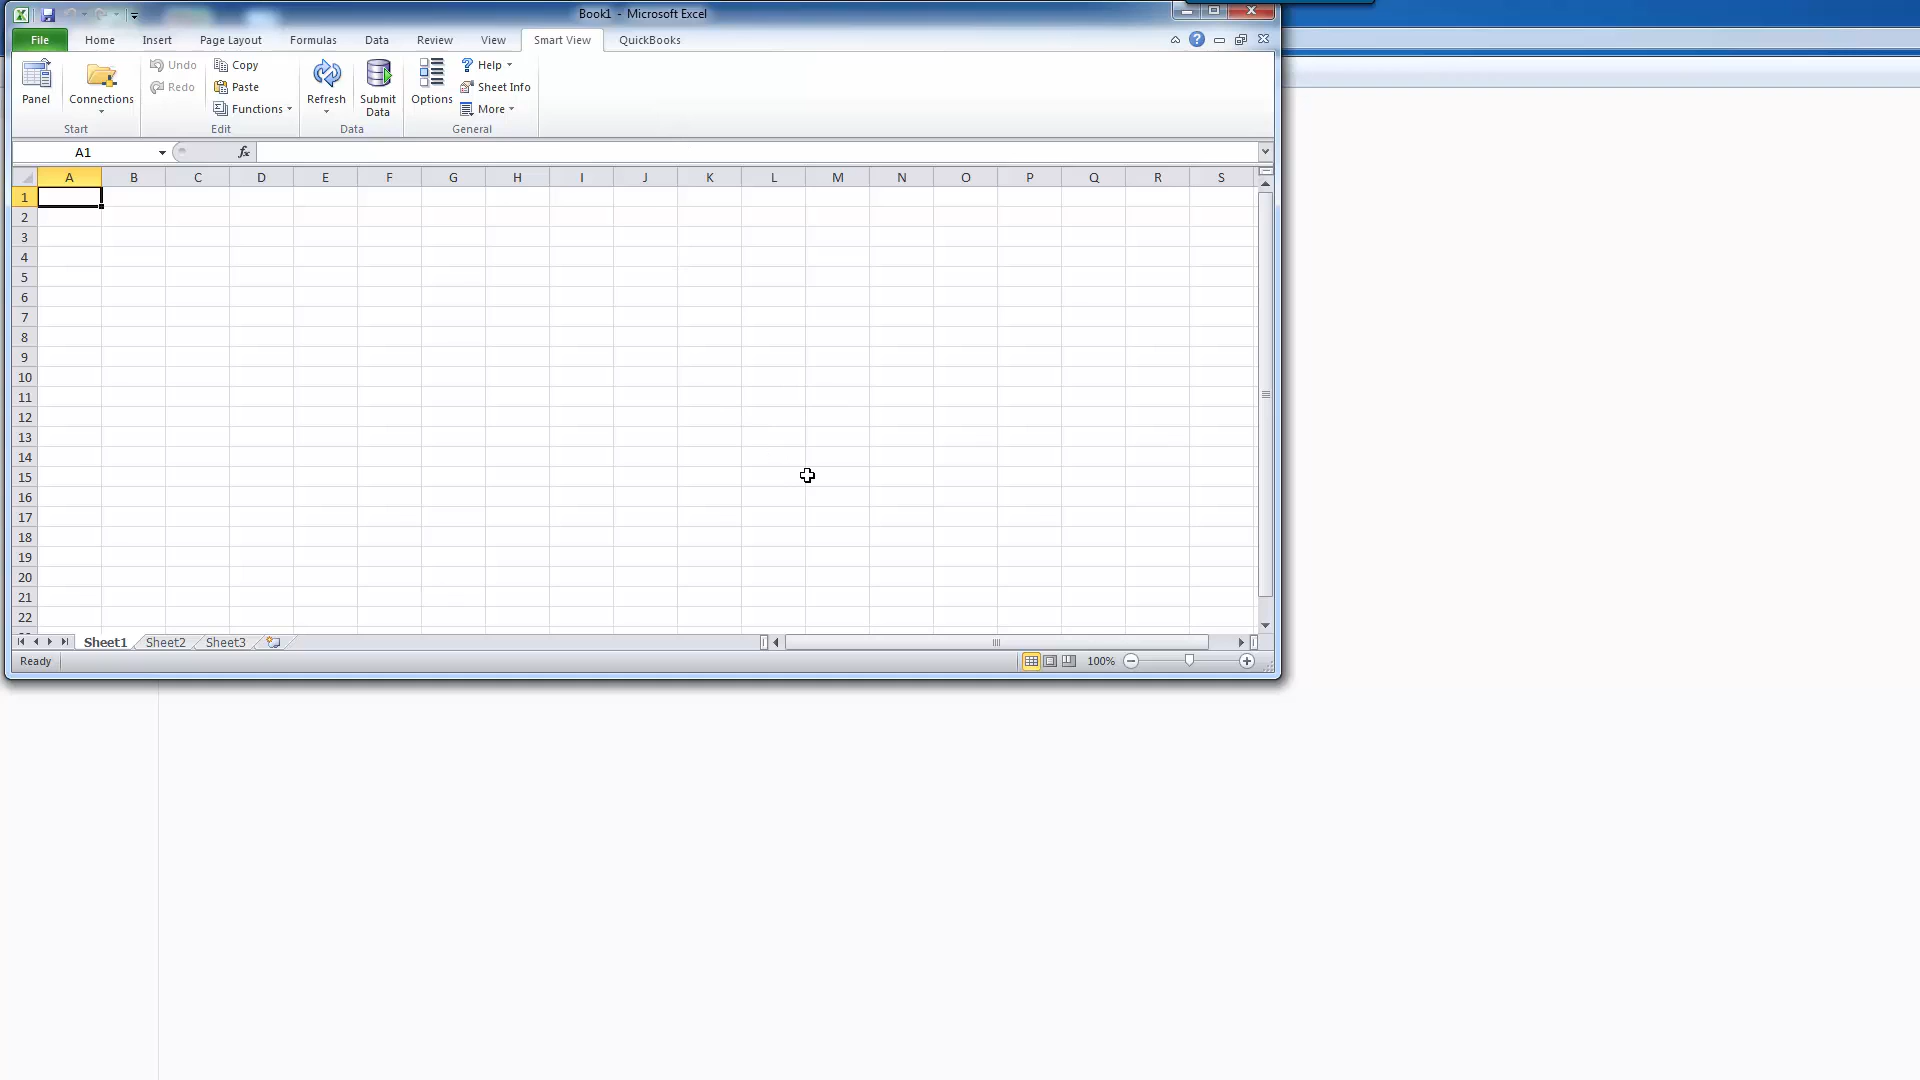 Book1 - Microsoft Excel
File Home Insert Page Layout Formulas Data Review View Smart View QuickBooks
Panel
Connections
Start
Undo
Redo
Copy
Paste
Functions
Edit
Refresh
Submit
Data
Data
Options
Help
Sheet Info
More
General
A1 fx
A B C D E F G H I J K L M N O P Q R S
1
2
3
4
5
6
7
8
9
10
11
12
13
14
15
16
17
18
19
20
21
22
Sheet1 Sheet2 Sheet3
Ready 100%